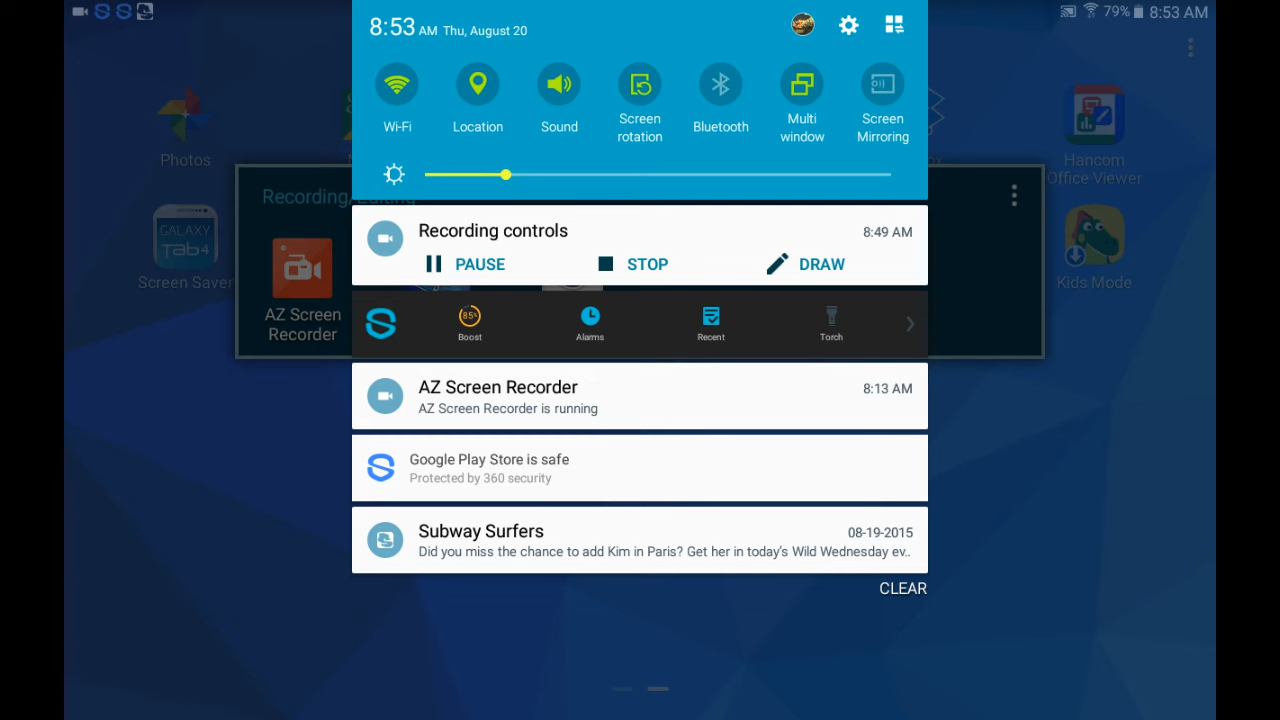 79% 8:53 AM
8:53 AM Thu, August 20
Wi-Fi
Location
Sound
Screen
rotation
Bluetooth
Multi
window
Screen
Mirroring
Photos
Hancom
Office Viewer
Recording/Editing
Recording controls 8:49 AM
PAUSE STOP DRAW
GALAXY
Tab4
Screen Saver
Kids Mode
AZ Screen
Recorder
85%
Boost
Alarms
Recent
Torch
AZ Screen Recorder 8:13 AM
AZ Screen Recorder is running
Google Play Store is safe
Protected by 360 security
Subway Surfers 08-19-2015
Did you miss the chance to add Kim in Paris? Get her in today's Wild Wednesday ev..
CLEAR